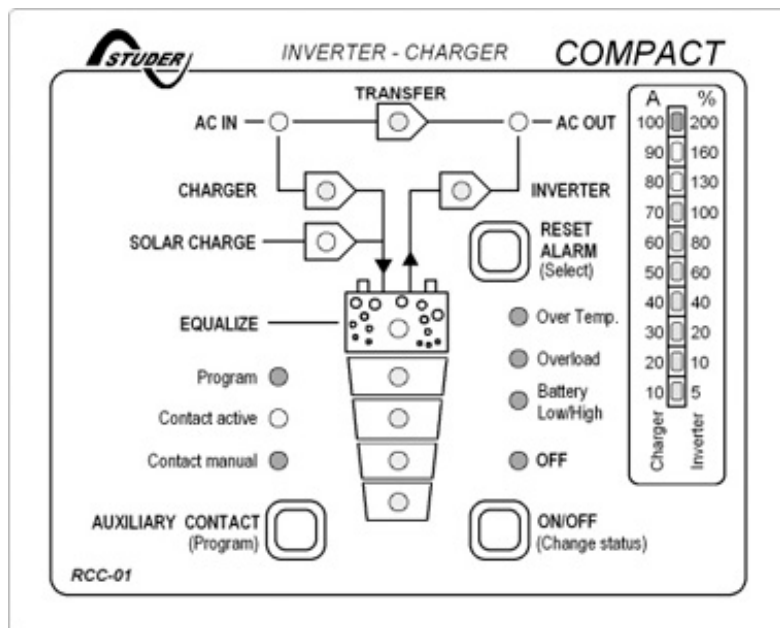 STUDER
INVERTER - CHARGER
COMPACT
TRANSFER
AC IN
AC OUT
CHARGER
INVERTER
SOLAR CHARGE
RESET
ALARM
(Select)
EQUALIZE
Over Temp.
Overload
Battery
Low/High
OFF
Program
Contact active
Contact manual
AUXILIARY CONTACT
(Program)
ON/OFF
(Change status)
A %
100 200
90 160
80 130
70 100
60 80
50 60
40 40
30 20
20 10
10 5
Charger
Inverter
RCC-01